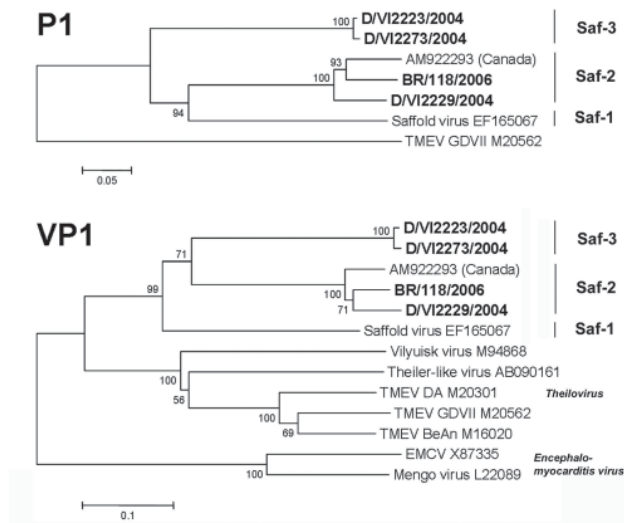 P1
100
D/VI2223/2004
D/VI2273/2004
Saf-3
93
AM922293 (Canada)
100
BR/118/2006
Saf-2
D/VI2229/2004
94
Saffold virus EF165067
Saf-1
TMEV GDVII M20562
0.05
VP1
100
D/VI2223/2004
D/VI2273/2004
Saf-3
71
AM922293 (Canada)
99
100
BR/118/2006
Saf-2
71
D/VI2229/2004
Saffold virus EF165067
Saf-1
Vilyuisk virus M94868
100
Theiler-like virus AB090161
56
TMEV DA M20301
Theilovirus
100
TMEV GDVII M20562
69
TMEV BeAn M16020
EMCV X87335
Encephalo-
myocarditis virus
100
Mengo virus L22089
0.1